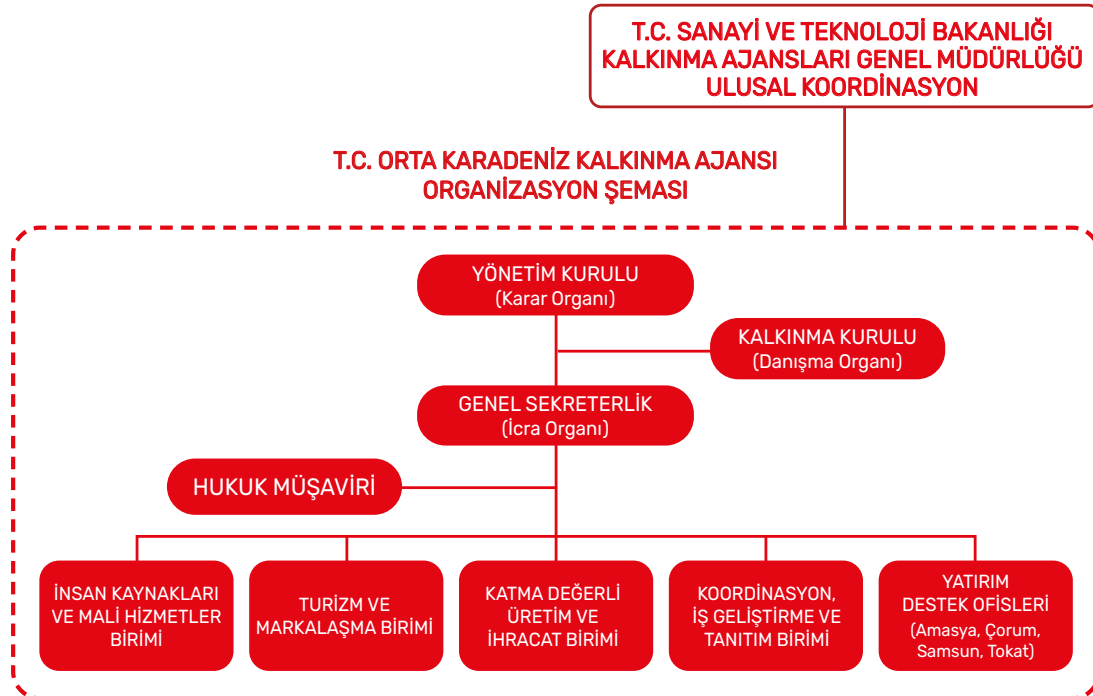 T.C. SANAYİ VE TEKNOLOJİ BAKANLIĞI
KALKINMA AJANSLARI GENEL MÜDÜRLÜĞÜ
ULUSAL KOORDİNASYON
T.C. ORTA KARADENİZ KALKINMA AJANSI
ORGANİZASYON ŞEMASI
YÖNETİM KURULU
(Karar Organı)
KALKINMA KURULU
(Danışma Organı)
GENEL SEKRETERLİK
(İcra Organı)
HUKUK MÜŞAVİRİ
İNSAN KAYNAKLARI
VE MALİ HİZMETLER
BİRİMİ
TURİZM VE
MARKALAŞMA BİRİMİ
KATMA DEĞERLİ
ÜRETİM VE
İHRACAT BİRİMİ
KOORDİNASYON,
İŞ GELİŞTİRME VE
TANITIM BİRİMİ
YATIRIM
DESTEK OFİSLERİ
(Amasya, Çorum,
Samsun, Tokat)